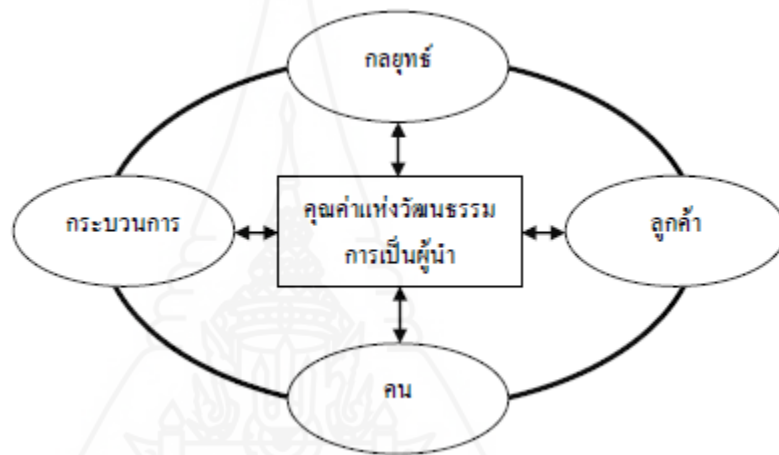 กลยุทธ์
กระบวนการ
คุณค่าแห่งวัฒนธรรม
การเป็นผู้นำ
ลูกค้า
คน